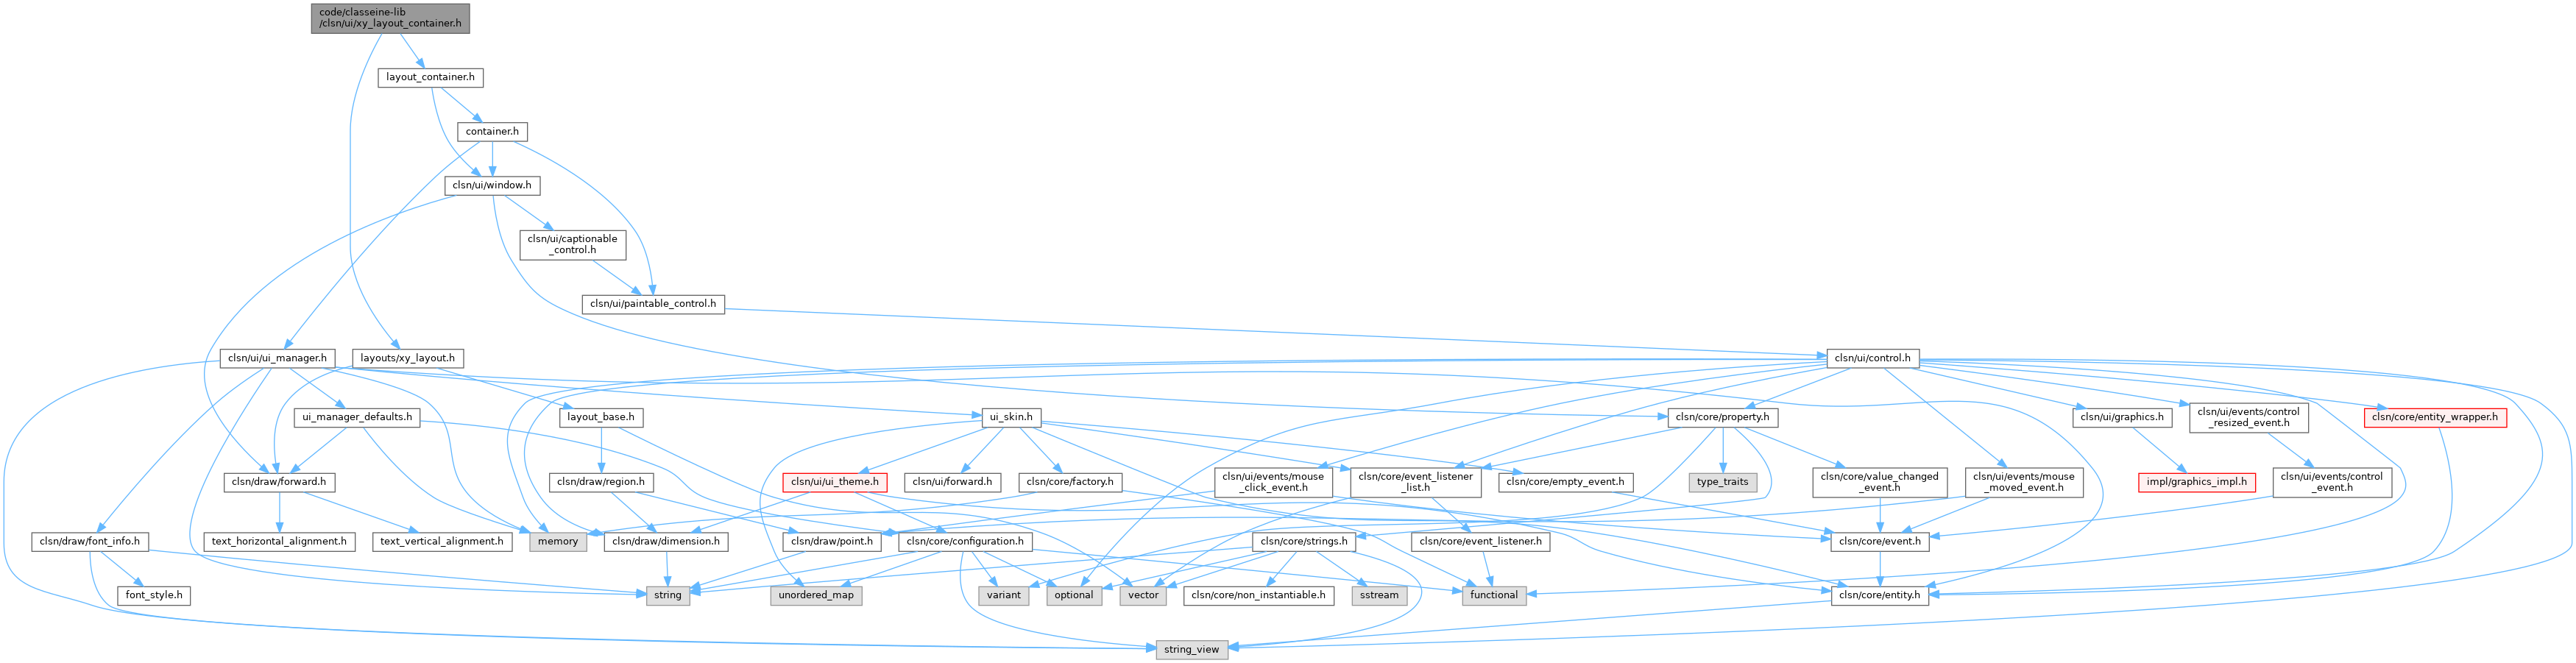 code/classeine-lib
/clsn/ui/xy_layout_container.h
layout_container.h
container.h
clsn/ui/window.h
clsn/ui/captionable
_control.h
clsn/ui/paintable_control.h
clsn/ui/ui_manager.h
layouts/xy_layout.h
clsn/ui/control.h
ui_manager_defaults.h
layout_base.h
ui_skin.h
clsn/core/property.h
clsn/ui/graphics.h
clsn/ui/events/control
_resized_event.h
clsn/core/entity_wrapper.h
clsn/draw/forward.h
clsn/draw/region.h
clsn/ui/ui_theme.h
clsn/ui/forward.h
clsn/core/factory.h
clsn/ui/events/mouse
_click_event.h
clsn/core/event_listener
_list.h
clsn/core/empty_event.h
type_traits
clsn/core/value_changed
_event.h
clsn/ui/events/mouse
_moved_event.h
impl/graphics_impl.h
clsn/ui/events/control
_event.h
clsn/draw/font_info.h
text_horizontal_alignment.h
text_vertical_alignment.h
memory
clsn/draw/dimension.h
clsn/draw/point.h
clsn/core/configuration.h
clsn/core/strings.h
clsn/core/event_listener.h
clsn/core/event.h
font_style.h
string
unordered_map
variant
optional
vector
clsn/core/non_instantiable.h
sstream
functional
clsn/core/entity.h
string_view